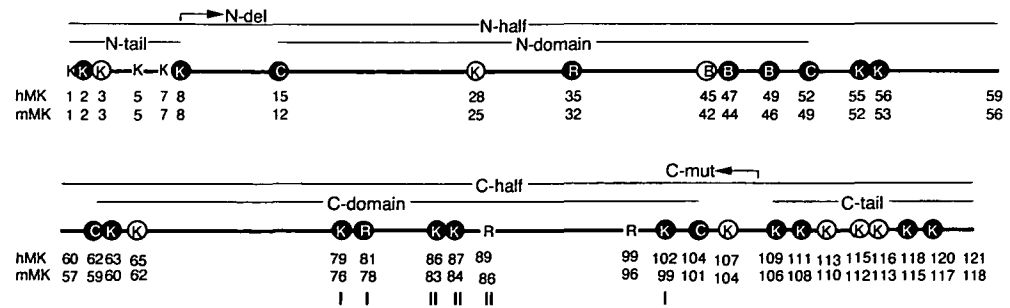 N-del
N-half
N-tail
N-domain
K K K K K K C K R B B B C K K
hMK 1 2 3 5 7 8 15 28 35 45 47 49 52 55 56 59
mMK 1 2 3 5 7 8 12 25 32 42 44 46 49 52 53 56
C-mut
C-half
C-domain C-tail
C K K K R K K R R K C K K K K K K K K
hMK 60 62 63 65 79 81 86 87 89 99 102 104 107 109 111 113 115 116 118 120 121
mMK 57 59 60 62 76 78 83 84 86 96 99 101 104 106 108 110 112 113 115 117 118
I I II II II I